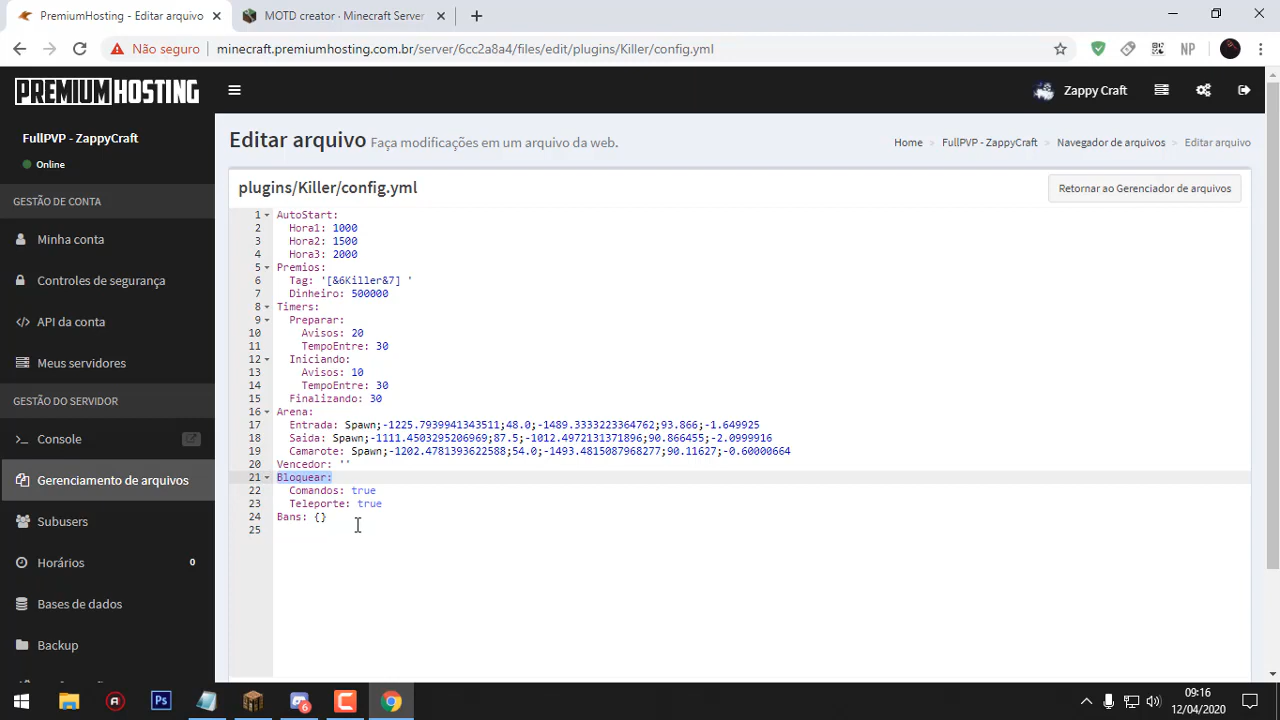 PremiumHosting - Editar arquivo
MOTD creator · Minecraft Server
Não seguro
minecraft.premiumhosting.com.br/server/6cc2a8a4/files/edit/plugins/Killer/config.yml
NP
PREMIUMHOSTING
Zappy Craft
FullPVP - ZappyCraft
Online
GESTÃO DE CONTA
Minha conta
Controles de segurança
API da conta
Meus servidores
GESTÃO DO SERVIDOR
Console
Gerenciamento de arquivos
Subusers
Horários 0
Bases de dados
Backup
Editar arquivo Faça modificações em um arquivo da web.
Home > FullPVP - ZappyCraft > Navegador de arquivos > Editar arquivo
plugins/Killer/config.yml
Retornar ao Gerenciador de arquivos
1 AutoStart:
2 Hora1: 1000
3 Hora2: 1500
4 Hora3: 2000
5 Premios:
6 Tag: '[&6Killer&7] '
7 Dinheiro: 500000
8 Timers:
9 Preparar:
10 Avisos: 20
11 TempoEntre: 30
12 Iniciando:
13 Avisos: 10
14 TempoEntre: 30
15 Finalizando: 30
16 Arena:
17 Entrada: Spawn;-1225.7939941343511;48.0;-1489.3333223364762;93.866;-1.649925
18 Saida: Spawn;-1111.4503295206969;87.5;-1012.4972131371896;90.866455;-2.0999916
19 Camarote: Spawn;-1202.4781393622588;54.0;-1493.4815087968277;90.11627;-0.60000664
20 Vencedor: ''
21 Bloquear:
22 Comandos: true
23 Teleporte: true
24 Bans: {}
25
Ps
6
09:16
12/04/2020